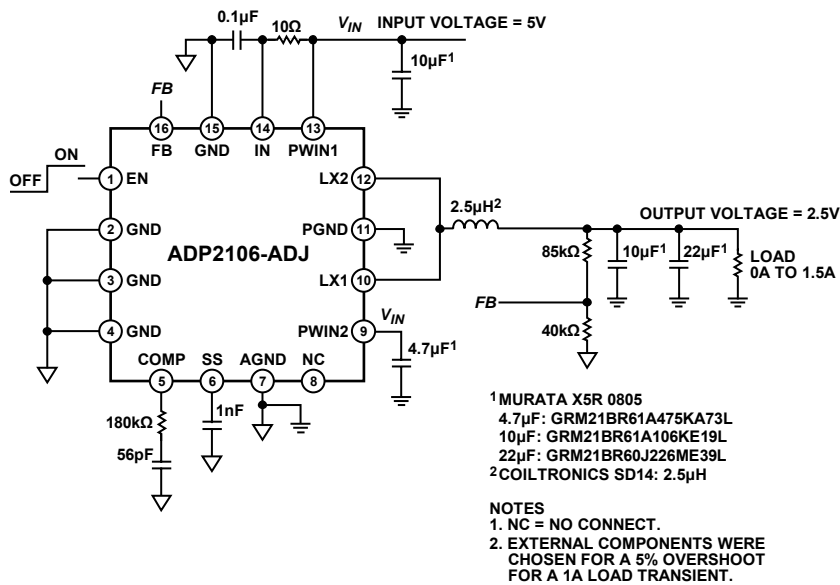 0.1µF
10Ω
VIN
INPUT VOLTAGE = 5V
10µF1
FB
16
15
14
13
FB
GND
IN
PWIN1
ON
OFF
1
EN
LX2
12
2.5µH2
OUTPUT VOLTAGE = 2.5V
2
GND
PGND
11
85kΩ
10µF1
22µF1
LOAD
0A TO 1.5A
ADP2106-ADJ
3
GND
LX1
10
FB
4
GND
PWIN2
9
VIN
40kΩ
4.7µF1
COMP
SS
AGND
NC
5
6
7
8
180kΩ
1nF
56pF
1MURATA X5R 0805
4.7µF: GRM21BR61A475KA73L
10µF: GRM21BR61A106KE19L
22µF: GRM21BR60J226ME39L
2COILTRONICS SD14: 2.5µH
NOTES
1. NC = NO CONNECT.
2. EXTERNAL COMPONENTS WERE
CHOSEN FOR A 5% OVERSHOOT
FOR A 1A LOAD TRANSIENT.